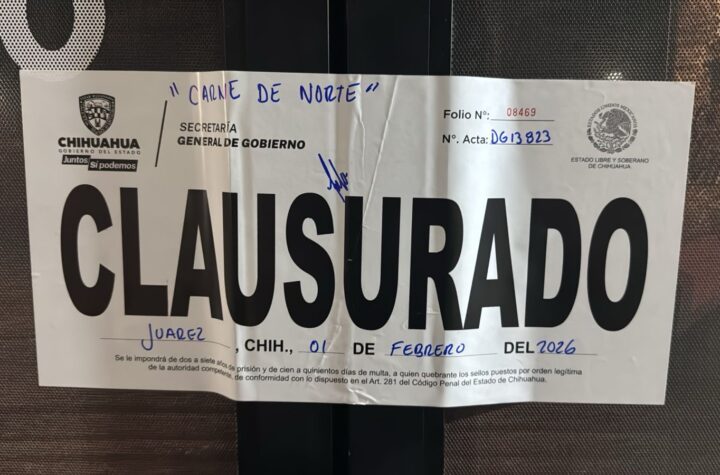 "CARNE DE NORTE"
CHIHUAHUA
GOBIERNO DEL ESTADO
Juntos Sí podemos
SECRETARÍA
GENERAL DE GOBIERNO
Folio N°: 08469
N°. Acta: DG13823
ESTADO LIBRE Y SOBERANO
DE CHIHUAHUA
CLAUSURADO
JUAREZ, CHIH., 01 DE FEBRERO DEL 2026
Se le impondrá de dos a siete años de prisión y de cien a quinientos días de multa, a quien quebrante los sellos puestos por orden legítima
de la autoridad competente, de conformidad con lo dispuesto en el Art. 281 del Código Penal del Estado de Chihuahua.